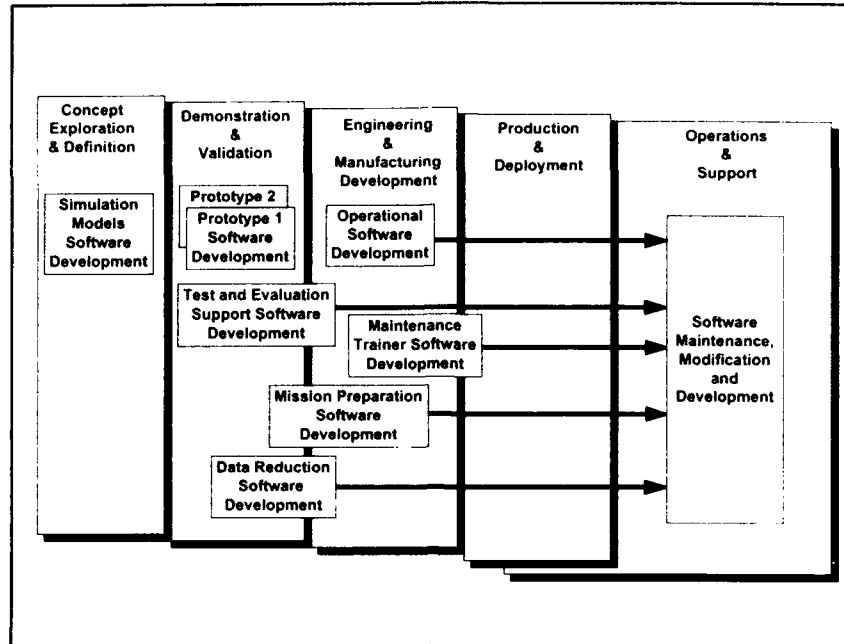 Concept
Exploration
& Definition
Demonstration
&
Validation
Engineering
&
Manufacturing
Development
Production
&
Deployment
Operations
&
Support
Simulation
Models
Software
Development
Prototype 2
Prototype 1
Software
Development
Operational
Software
Development
Test and Evaluation
Support Software
Development
Maintenance
Trainer Software
Development
Mission Preparation
Software
Development
Data Reduction
Software
Development
Software
Maintenance,
Modification
and
Development